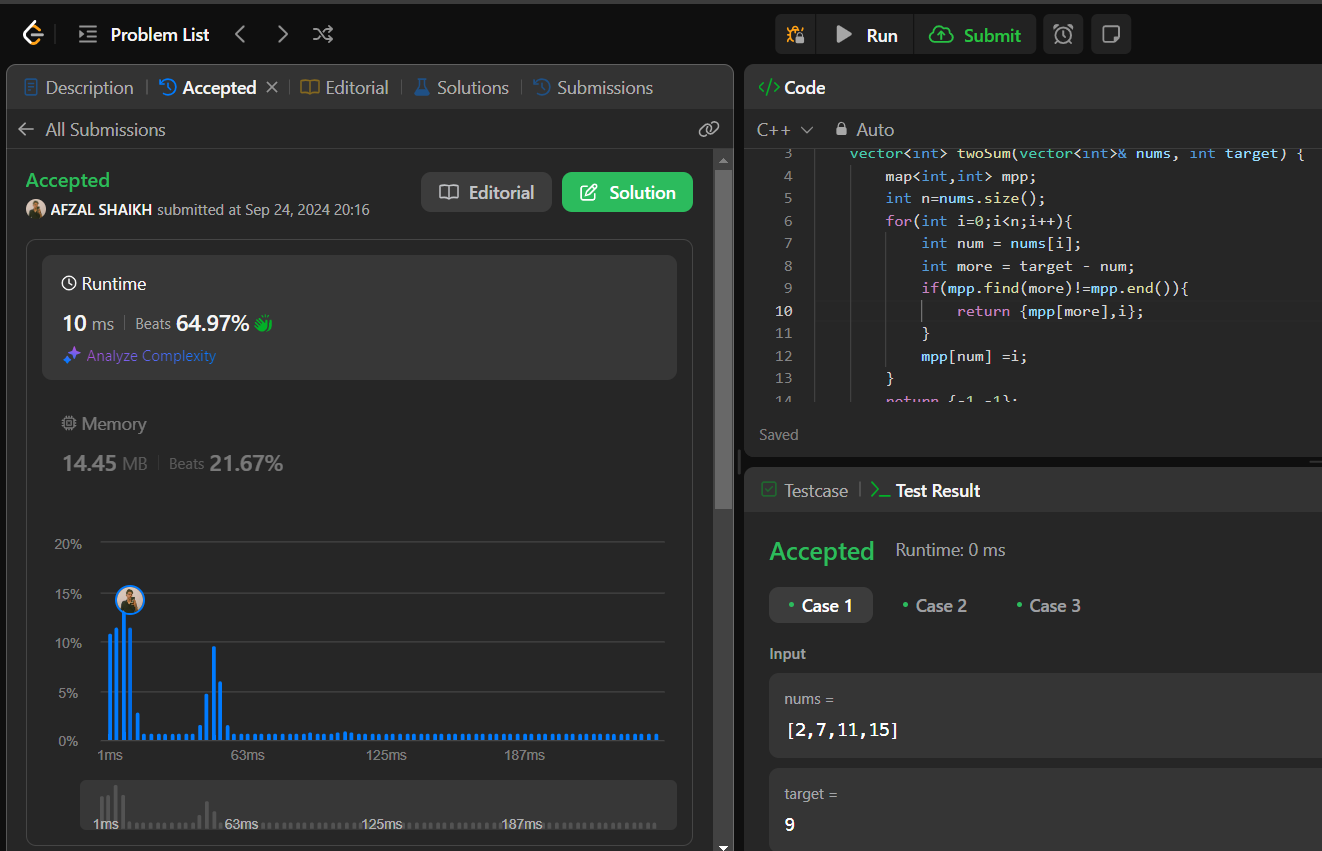 Problem List
Run
Submit
Description
Accepted
Editorial
Solutions
Submissions
All Submissions
Accepted
AFZAL SHAIKH submitted at Sep 24, 2024 20:16
Editorial
Solution
Runtime
10 ms
Beats 64.97%
Analyze Complexity
Memory
14.45 MB
Beats 21.67%
20%
15%
10%
5%
0%
1ms
63ms
125ms
187ms
1ms
63ms
125ms
187ms
</> Code
C++
Auto
3 vector<int> twoSum(vector<int>& nums, int target) {
4 map<int,int> mpp;
5 int n=nums.size();
6 for(int i=0;i<n;i++){
7 int num = nums[i];
8 int more = target - num;
9 if(mpp.find(more)!=mpp.end()){
10 return {mpp[more],i};
11 }
12 mpp[num] =i;
13 }
14 return {-1,-1};
Saved
Testcase
Test Result
Accepted
Runtime: 0 ms
Case 1
Case 2
Case 3
Input
nums =
[2,7,11,15]
target =
9